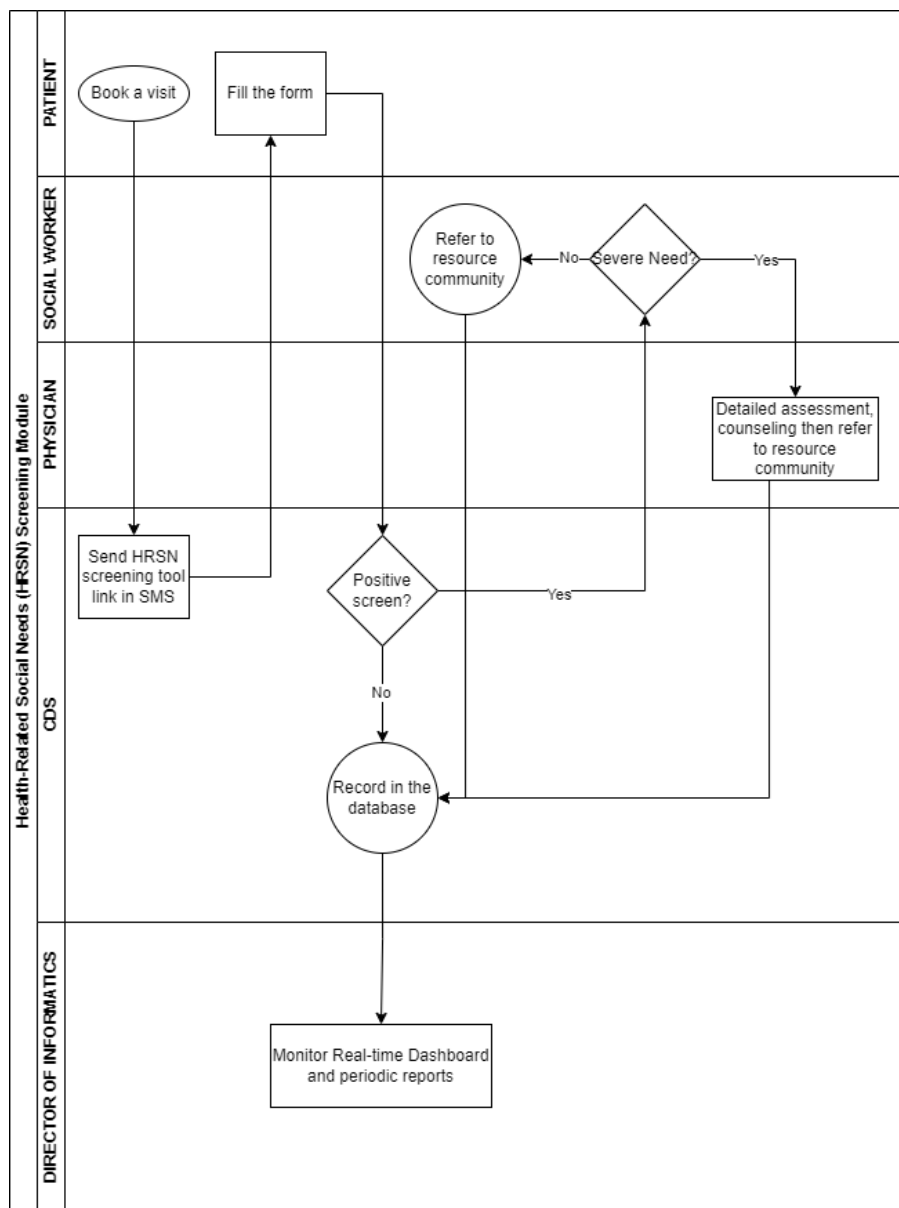 Health-Related Social Needs (HRSN) Screening Module
PATIENT
Book a visit
Fill the form
SOCIAL WORKER
Refer to
resource
community
No
Severe Need?
Yes
PHYSICIAN
Detailed assessment,
counseling then refer
to resource
community
CDS
Send HRSN
screening tool
link in SMS
Positive
screen?
Yes
No
Record in the
database
DIRECTOR OF INFORMATICS
Monitor Real-time Dashboard
and periodic reports